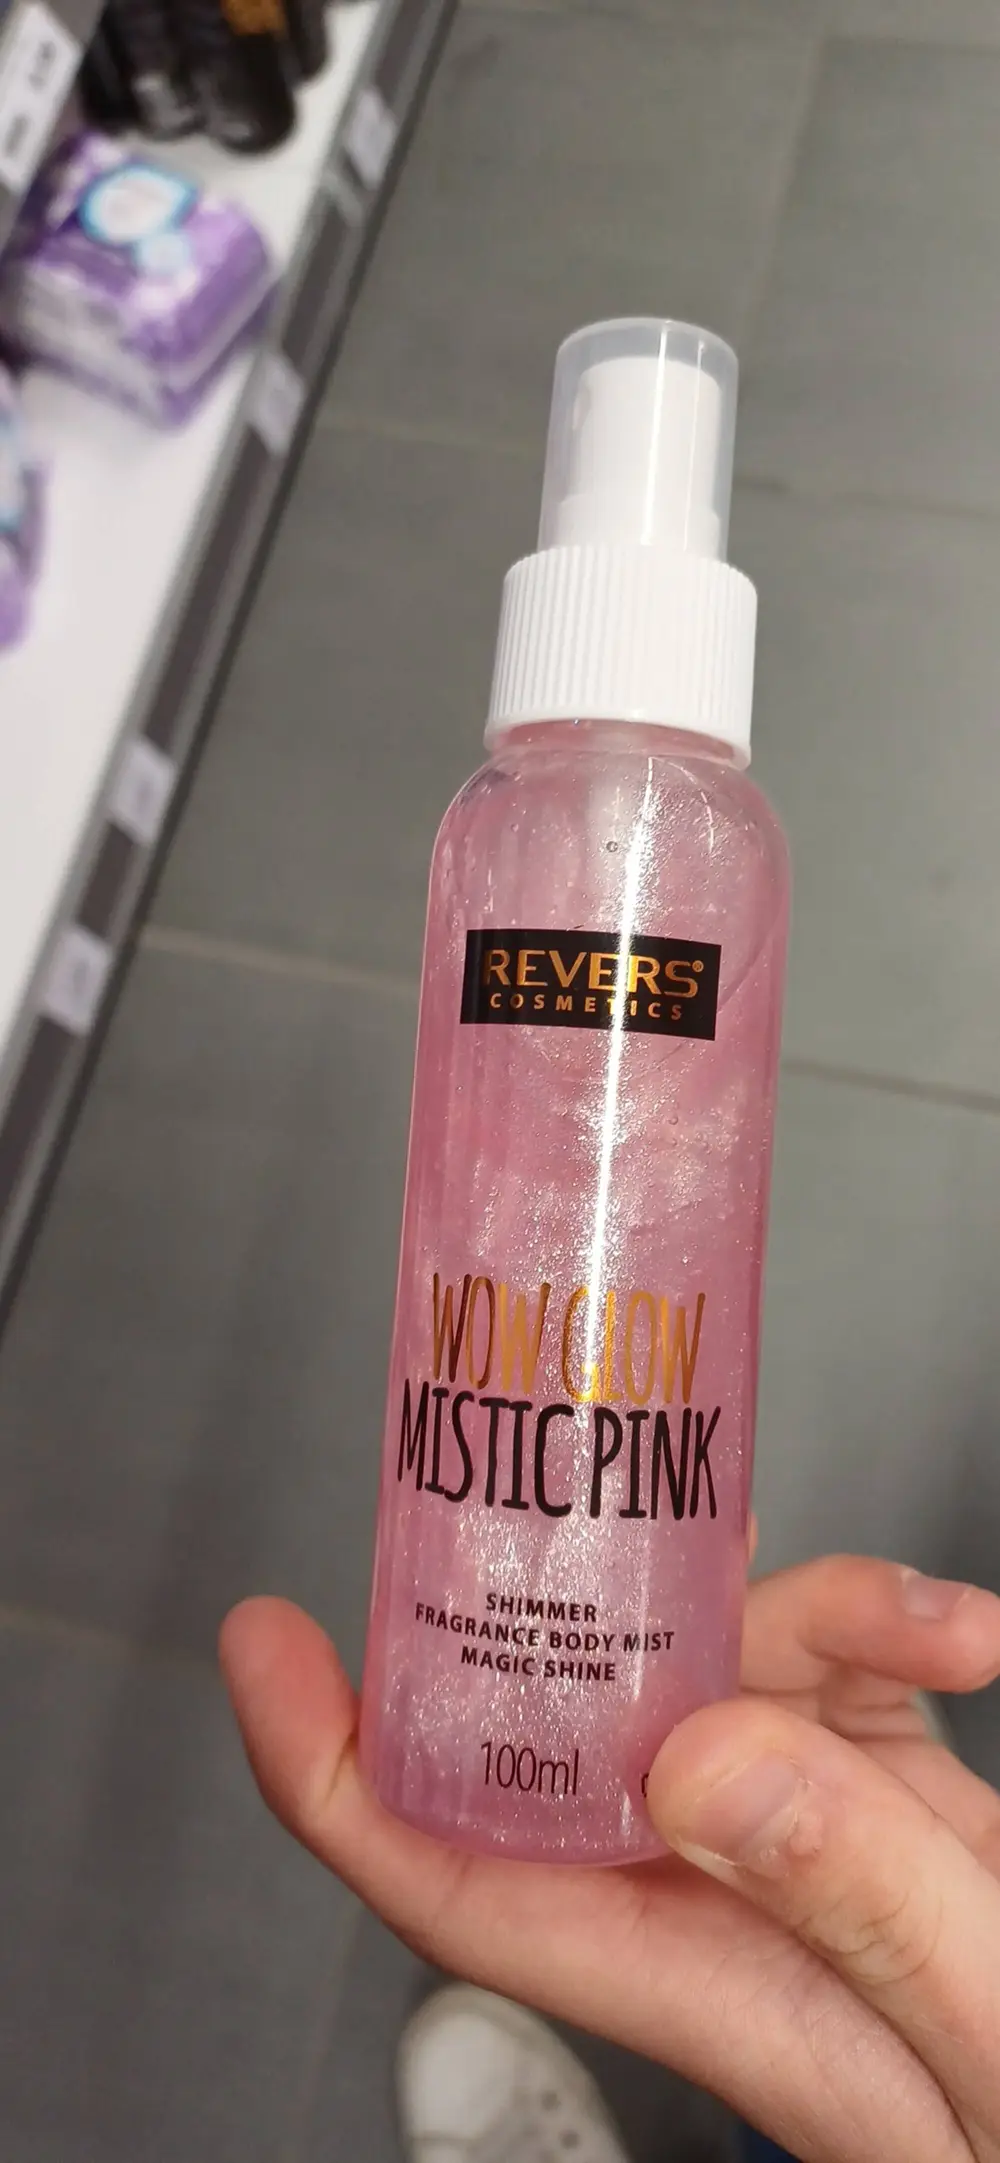 REVERS®
COSMETICS
WOW GLOW
MISTIC PINK
SHIMMER
FRAGRANCE BODY MIST
MAGIC SHINE
100ml